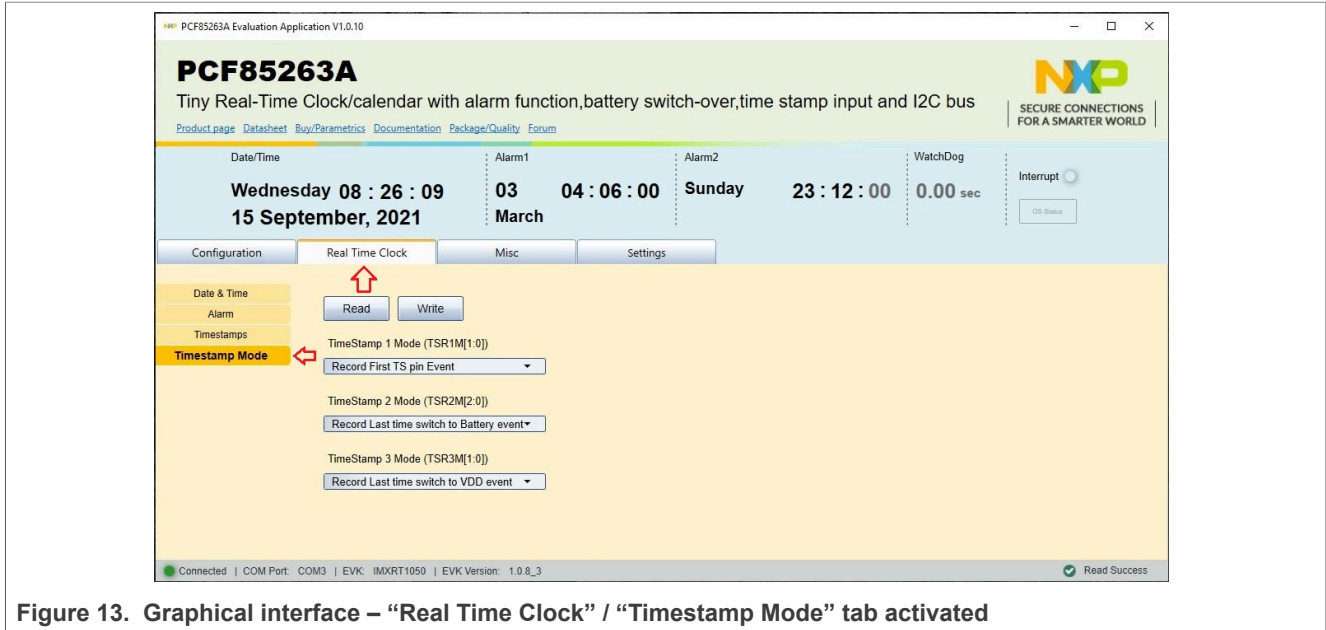 PCF85263A Evaluation Application V1.0.10
PCF85263A
Tiny Real-Time Clock/calendar with alarm function,battery switch-over,time stamp input and I2C bus
Product page Datasheet Buy/Parametrics Documentation Package/Quality Forum
NXP
SECURE CONNECTIONS
FOR A SMARTER WORLD
Date/Time
Wednesday 08 : 26 : 09
15 September, 2021
Alarm1
03 04 : 06 : 00
March
Alarm2
Sunday 23 : 12 : 00
WatchDog
0.00 sec
Interrupt
OS Status
Configuration Real Time Clock Misc Settings
Date & Time
Alarm
Timestamps
Timestamp Mode
Read Write
TimeStamp 1 Mode (TSR1M[1:0])
Record First TS pin Event
TimeStamp 2 Mode (TSR2M[2:0])
Record Last time switch to Battery event
TimeStamp 3 Mode (TSR3M[1:0])
Record Last time switch to VDD event
Connected | COM Port: COM3 | EVK: IMXRT1050 | EVK Version: 1.0.8_3
Read Success
Figure 13. Graphical interface – “Real Time Clock” / “Timestamp Mode” tab activated